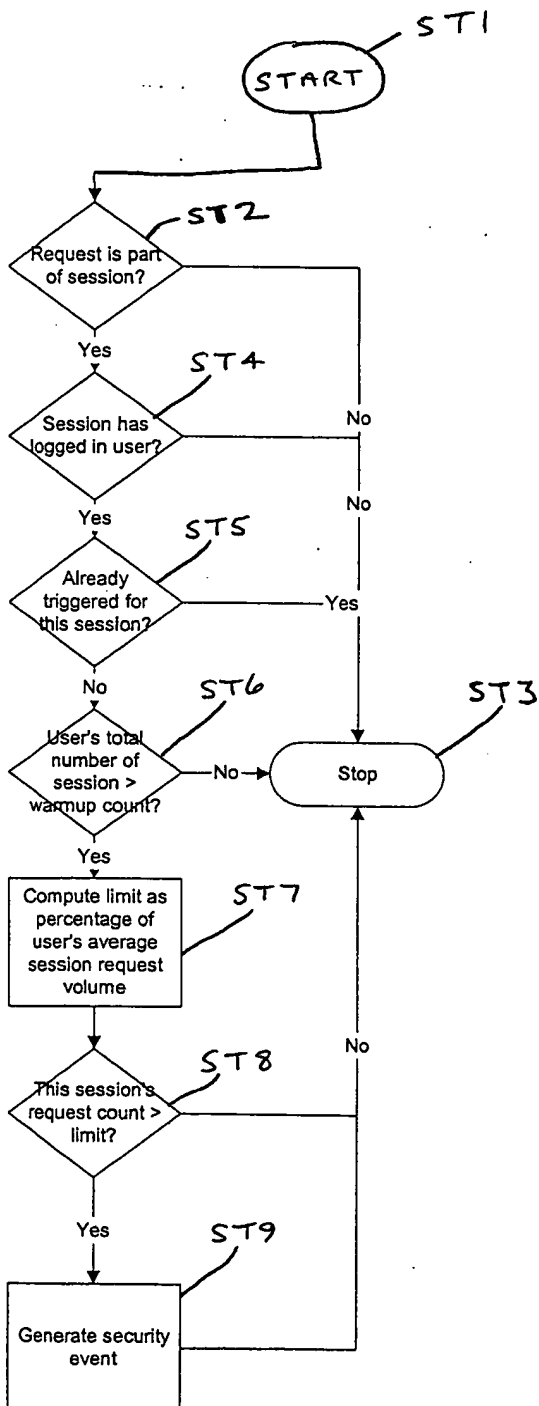 ST1
START
ST2
Request is part
of session?
Yes
No
ST4
Session has
logged in user?
Yes
No
ST5
Already
triggered for
this session?
Yes
No
ST6
User's total
number of
session >
warmup count?
No
ST3
Stop
Yes
Compute limit as
percentage of
user's average
session request
volume
ST7
No
This session's
request count >
limit?
ST8
Yes
ST9
Generate security
event